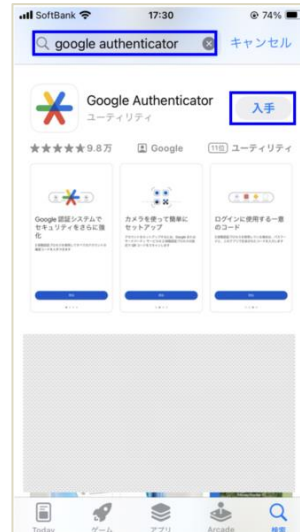 SoftBank 17:30 74%
google authenticator キャンセル
Google Authenticator
ユーティリティ
入手
★★★★★ 9.8万 Google 11位 ユーティリティ
Google 認証システムで
セキュリティをさらに強
化
カメラを使って簡単に
セットアップ
ログインに使用する一意
のコード
Today ゲーム アプリ Arcade 検索